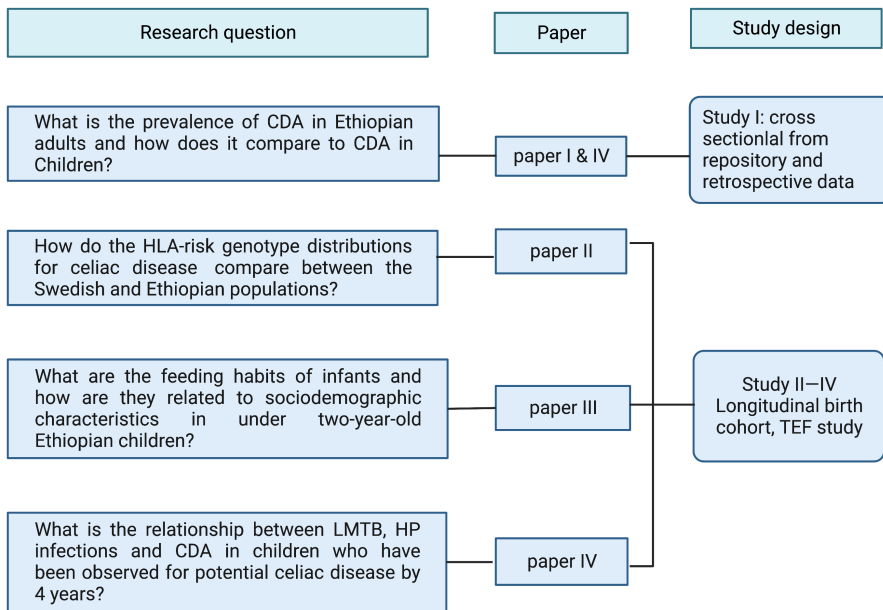 Research question
Paper
Study design
What is the prevalence of CDA in Ethiopian
adults and how does it compare to CDA in
Children?
paper I & IV
Study I: cross
sectionlal from
repository and
retrospective data
How do the HLA-risk genotype distributions
for celiac disease compare between the
Swedish and Ethiopian populations?
paper II
What are the feeding habits of infants and
how are they related to sociodemographic
characteristics in under two-year-old
Ethiopian children?
paper III
Study II—IV
Longitudinal birth
cohort, TEF study
What is the relationship between LMTB, HP
infections and CDA in children who have
been observed for potential celiac disease by
4 years?
paper IV